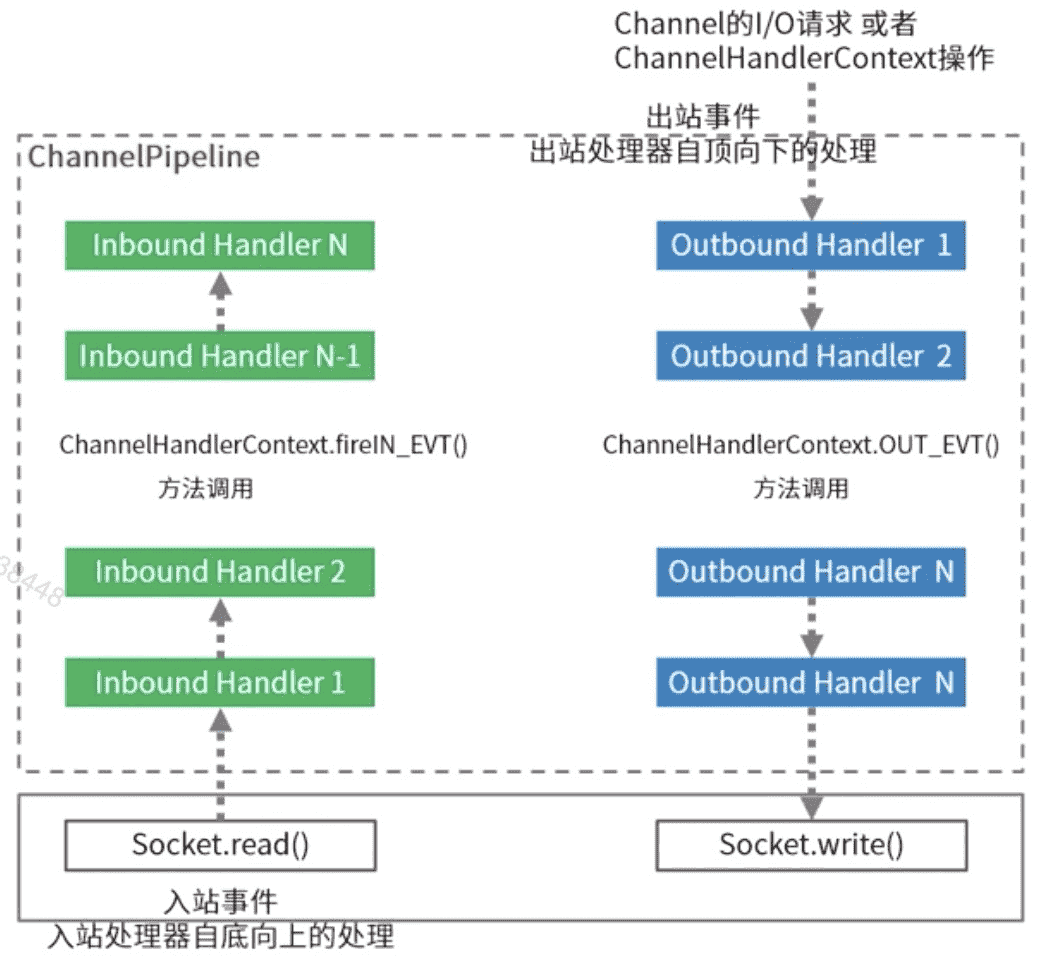 Channel的I/O请求 或者
ChannelHandlerContext操作
出站事件
出站处理器自顶向下的处理
ChannelPipeline
Inbound Handler N
Outbound Handler 1
Inbound Handler N-1
Outbound Handler 2
ChannelHandlerContext.fireIN_EVT()
方法调用
ChannelHandlerContext.OUT_EVT()
方法调用
Inbound Handler 2
Outbound Handler N
Inbound Handler 1
Outbound Handler N
Socket.read()
Socket.write()
入站事件
入站处理器自底向上的处理